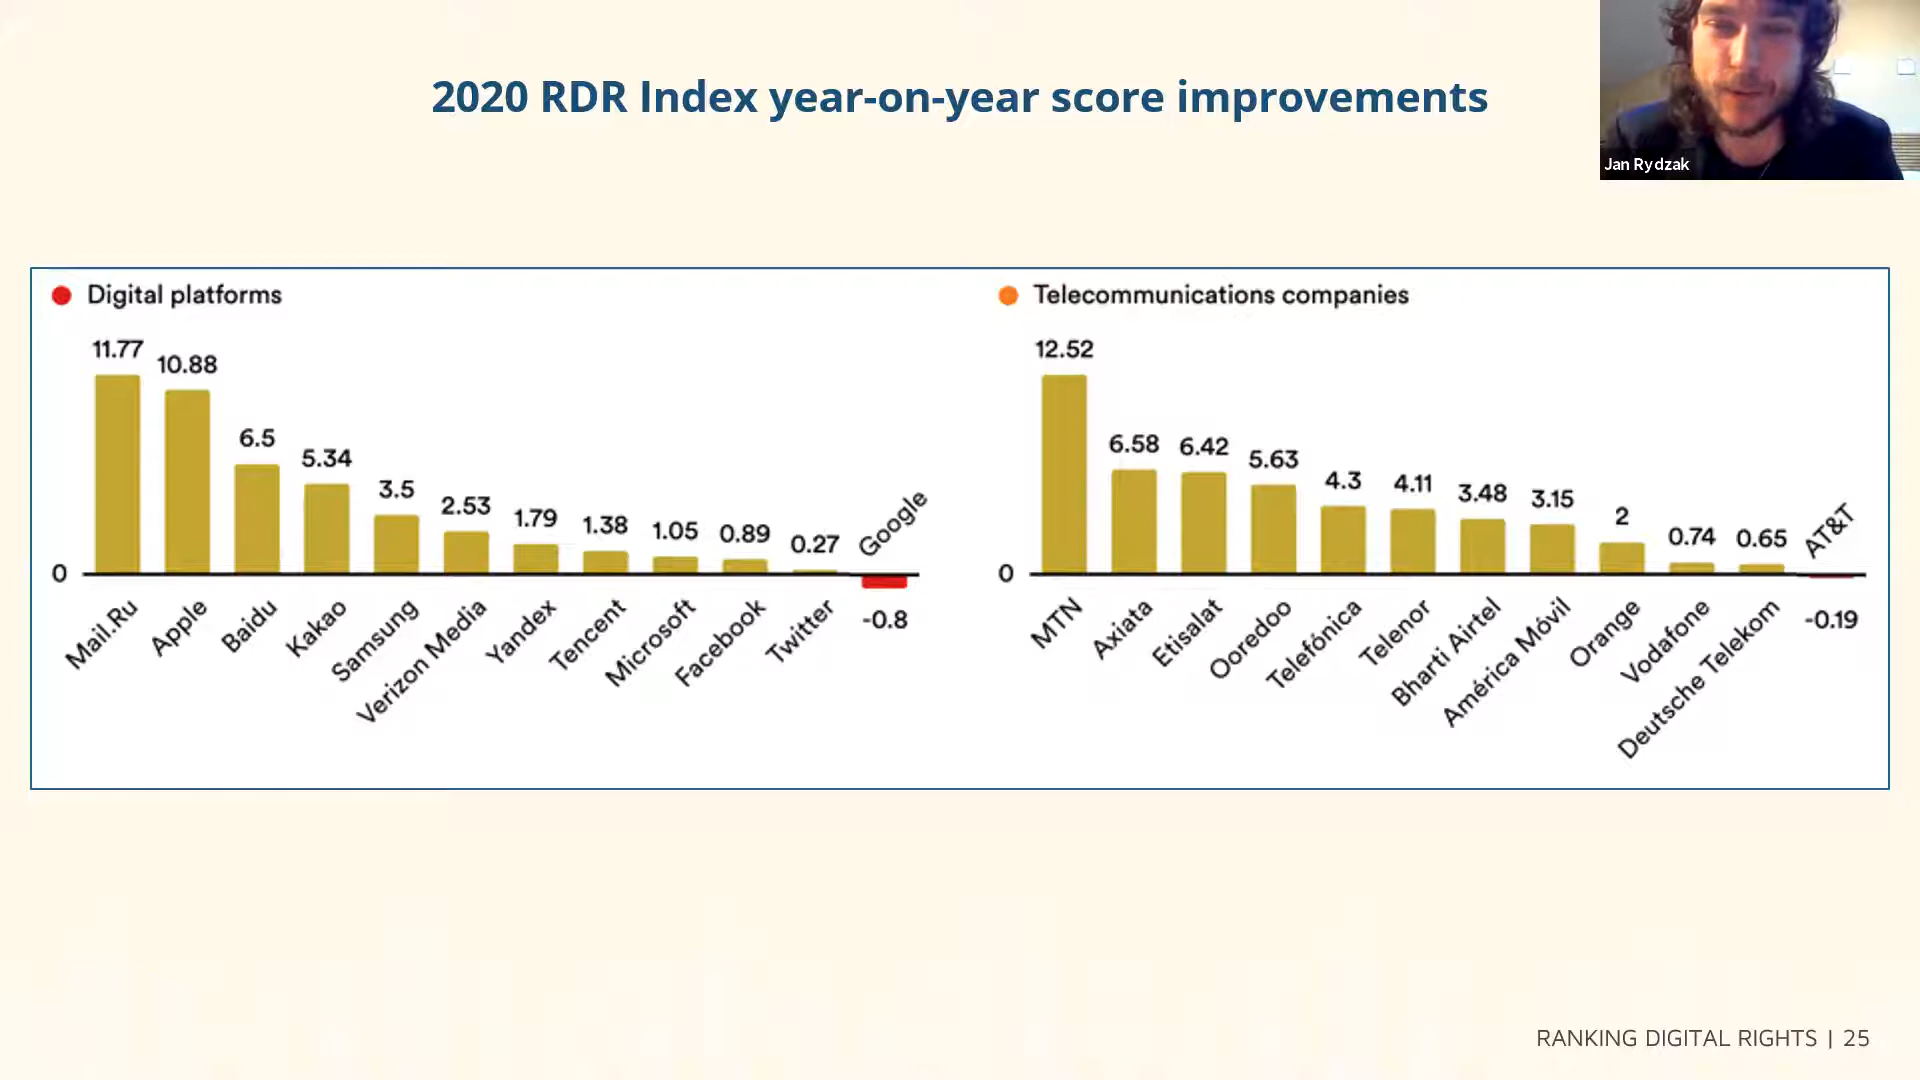 2020 RDR Index year-on-year score improvements
Jan Rydzak
Digital platforms
11.77
10.88
6.5
5.34
3.5
2.53
1.79
1.38
1.05
0.89
0.27
Google
0
Mail.Ru
Apple
Baidu
Kakao
Samsung
Verizon Media
Yandex
Tencent
Microsoft
Facebook
Twitter
-0.8
Telecommunications companies
12.52
6.58
6.42
5.63
4.3
4.11
3.48
3.15
2
0.74
0.65
AT&T
0
MTN
Axiata
Etisalat
Ooredoo
Telefónica
Telenor
Bharti Airtel
América Móvil
Orange
Vodafone
Deutsche Telekom
-0.19
RANKING DIGITAL RIGHTS | 25